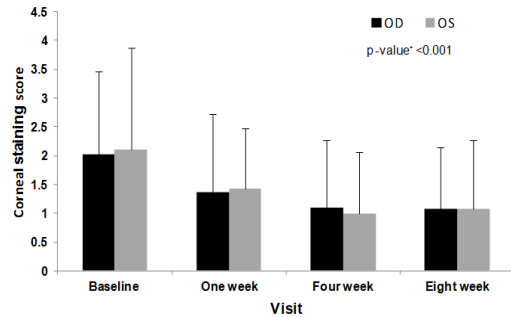 4.5
4
3.5
3
2.5
2
1.5
1
0.5
0
Corneal staining score
OD OS
p-value* <0.001
Baseline One week Four week Eight week
Visit